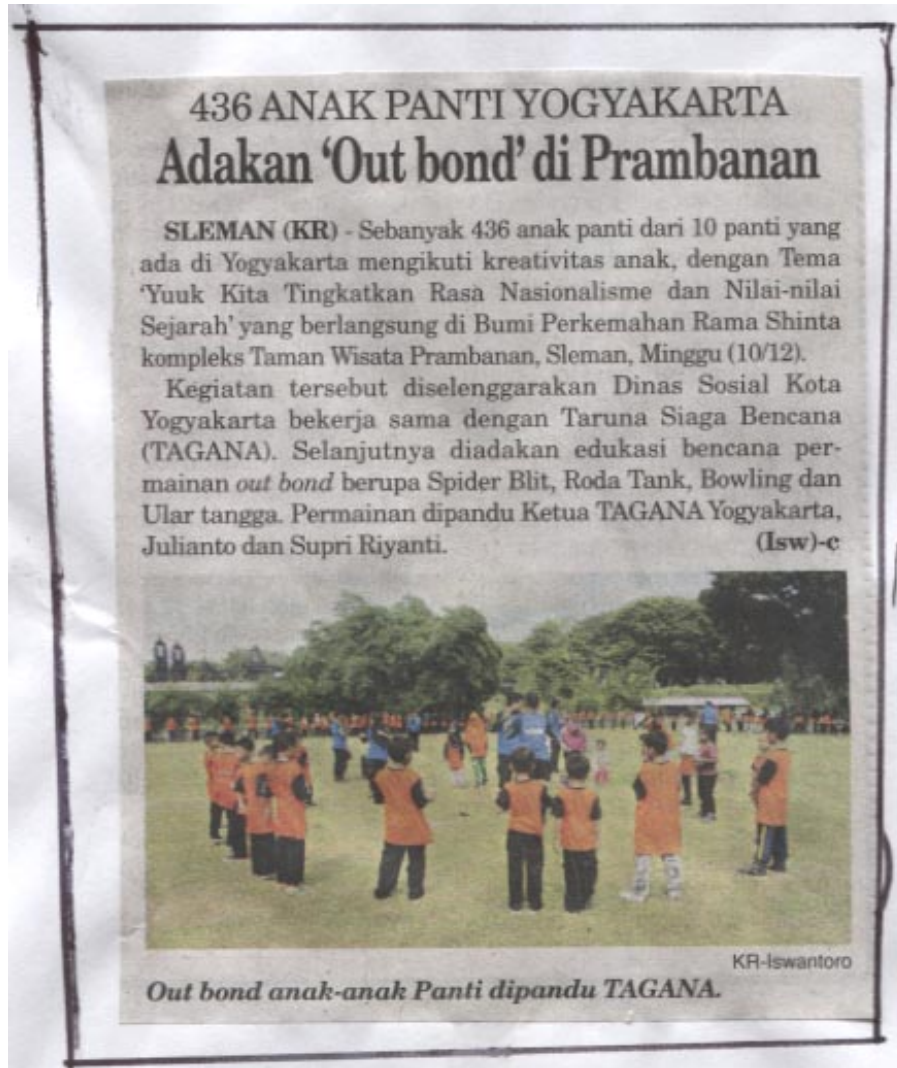 436 ANAK PANTI YOGYAKARTA
Adakan 'Out bond' di Prambanan
SLEMAN (KR) - Sebanyak 436 anak panti dari 10 panti yang
ada di Yogyakarta mengikuti kreativitas anak, dengan Tema
'Yuuk Kita Tingkatkan Rasa Nasionalisme dan Nilai-nilai
Sejarah' yang berlangsung di Bumi Perkemahan Rama Shinta
kompleks Taman Wisata Prambanan, Sleman, Minggu (10/12).
Kegiatan tersebut diselenggarakan Dinas Sosial Kota
Yogyakarta bekerja sama dengan Taruna Siaga Bencana
(TAGANA). Selanjutnya diadakan edukasi bencana per-
mainan out bond berupa Spider Blit, Roda Tank, Bowling dan
Ular tangga. Permainan dipandu Ketua TAGANA Yogyakarta,
Julianto dan Supri Riyanti. (Isw)-c
KR-Iswantoro
Out bond anak-anak Panti dipandu TAGANA.